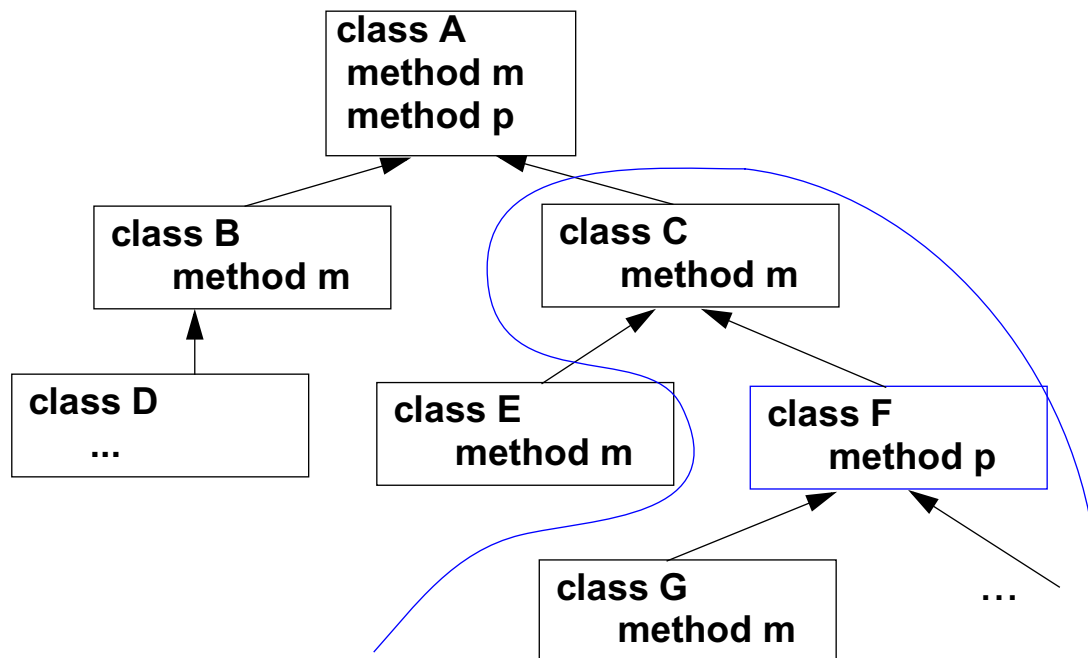 class A
method m
method p
class B
method m
class C
method m
class D
...
class E
method m
class F
method p
class G
method m
...